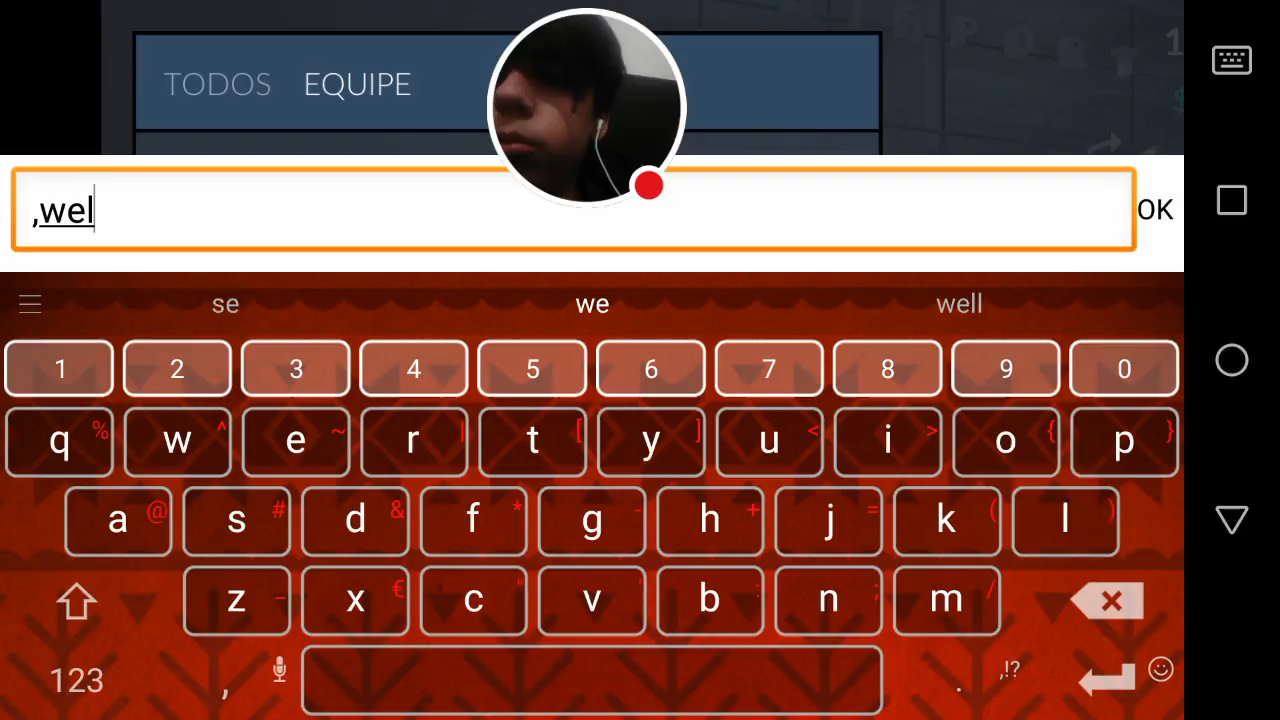 TODOS EQUIPE
,wel
OK
se we well
1 2 3 4 5 6 7 8 9 0
q % w ^ e ~ r | t [ y ] u < i > o { p }
a @ s # d & f * g - h + j = k ( l )
z _ x € c " v ' b : n ; m /
123 , . ,!?